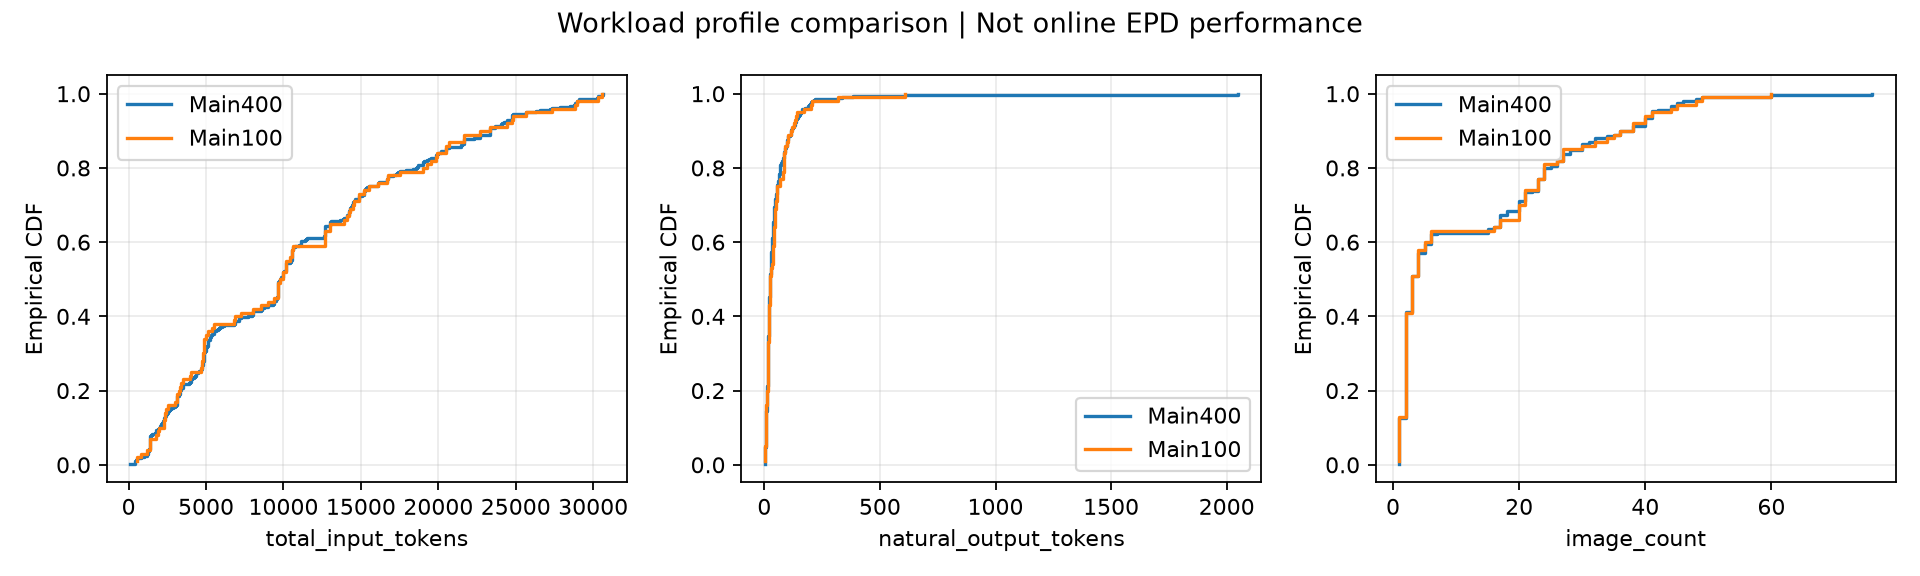 Workload profile comparison | Not online EPD performance
Empirical CDF
1.0
0.8
0.6
0.4
0.2
0.0
Main400
Main100
0 5000 10000 15000 20000 25000 30000
total_input_tokens
Empirical CDF
1.0
0.8
0.6
0.4
0.2
0.0
Main400
Main100
0 500 1000 1500 2000
natural_output_tokens
Empirical CDF
1.0
0.8
0.6
0.4
0.2
0.0
Main400
Main100
0 20 40 60
image_count